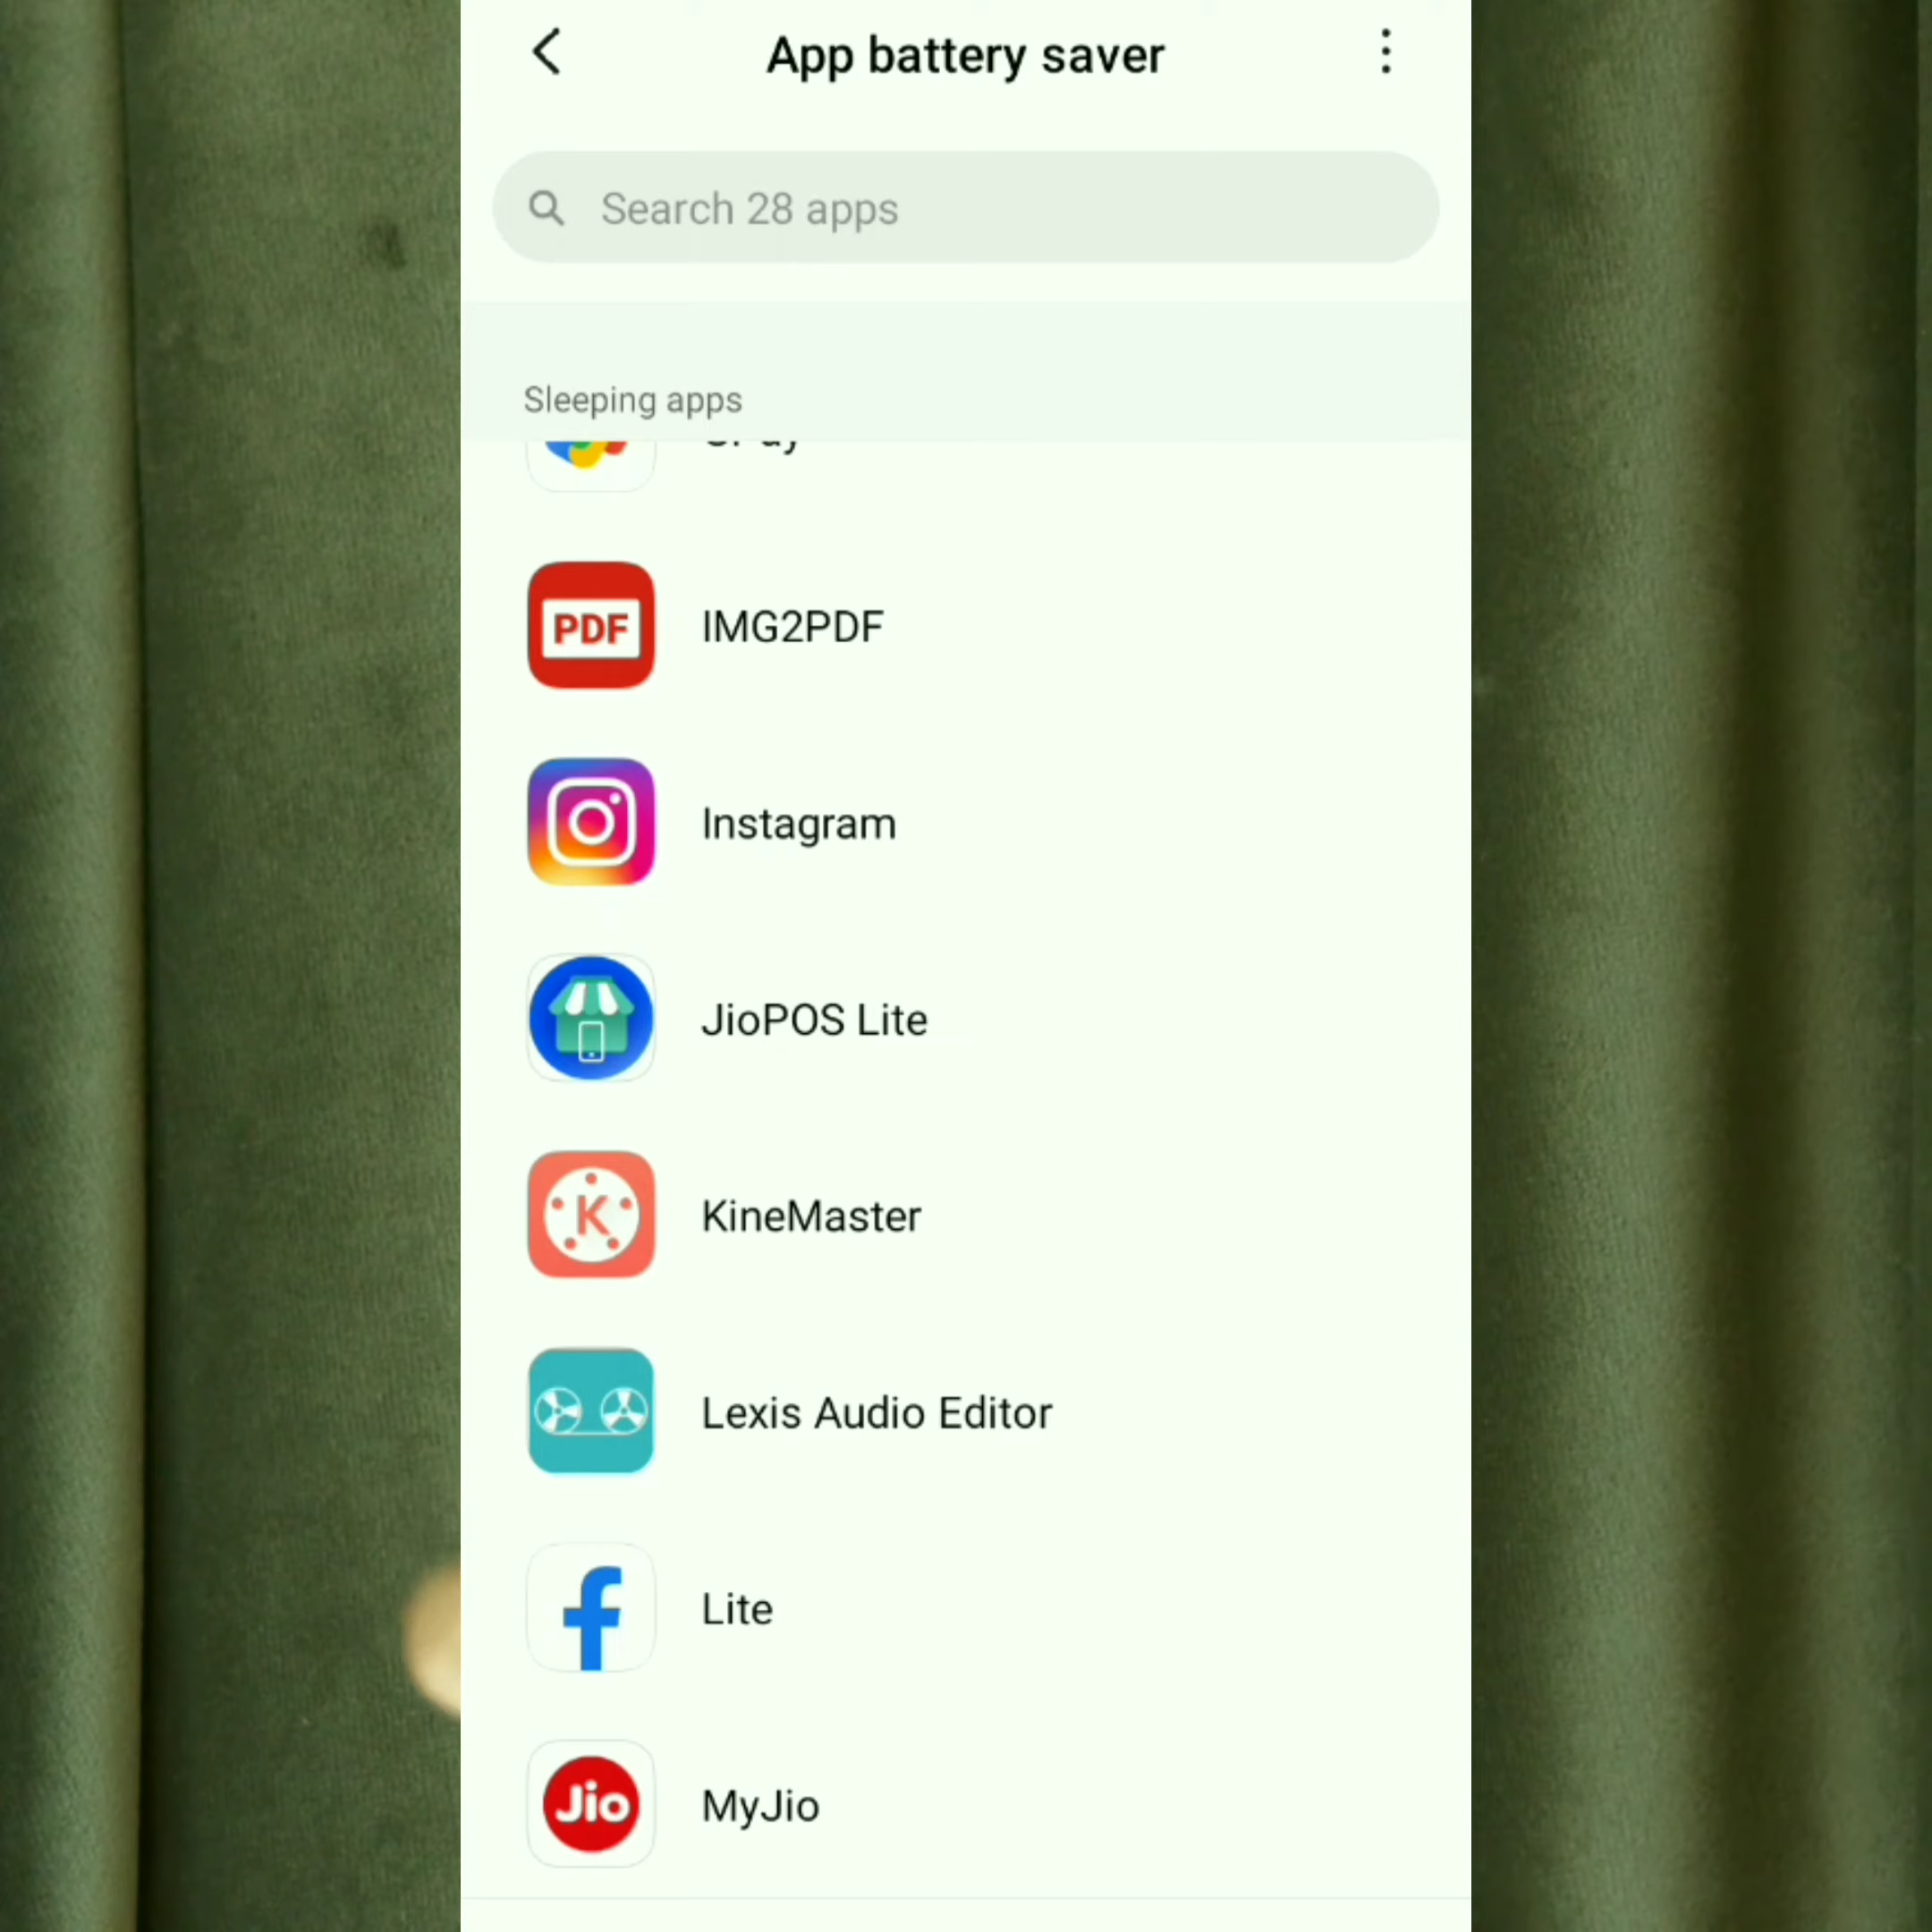 App battery saver
Search 28 apps
Sleeping apps
PDF
IMG2PDF
Instagram
JioPOS Lite
K
KineMaster
Lexis Audio Editor
f
Lite
Jio
MyJio